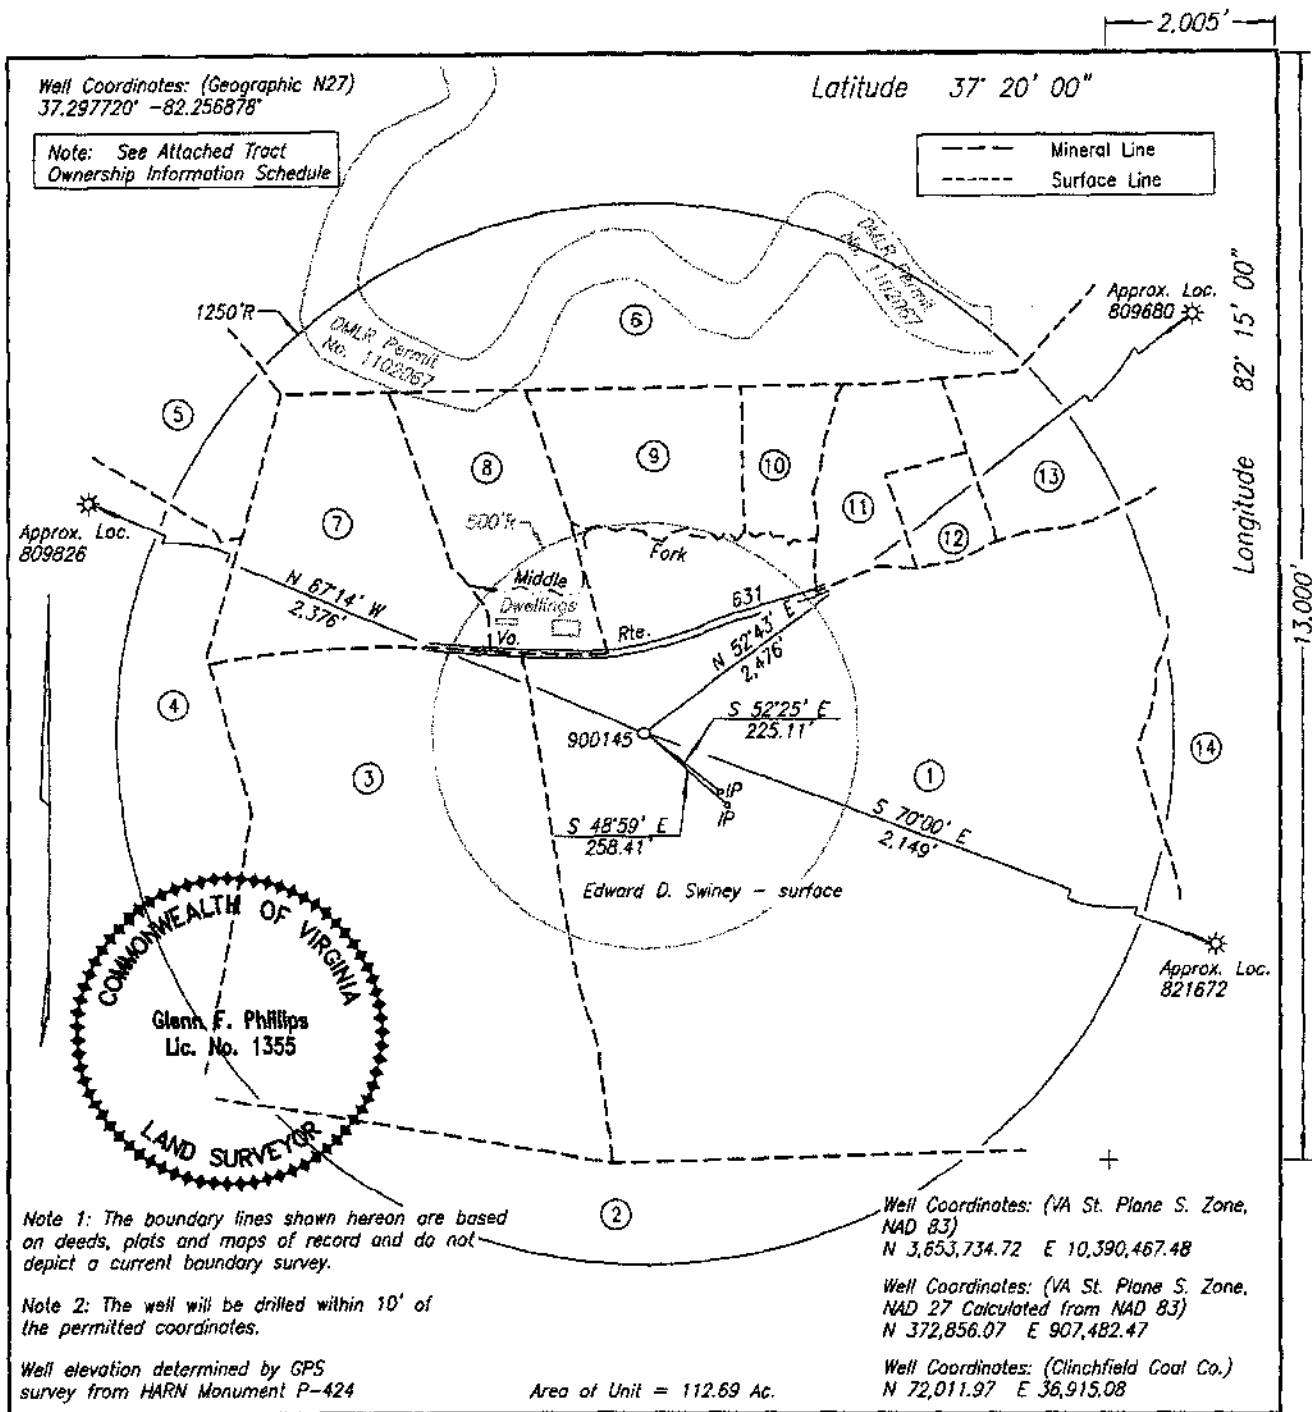 2,005'
Well Coordinates: (Geographic N27)
37.297720° -82.256878°
Latitude 37° 20' 00"
Note: See Attached Tract
Ownership Information Schedule
Mineral Line
Surface Line
DMLR Permit
No. 1102067
Approx. Loc.
809680
Longitude 82° 15' 00"
13,000'
1250'R
DMLR Permit
No. 1102067
6
5
8
9
10
7
11
13
12
500'R
Approx. Loc.
809826
Fork
Middle
Dwellings
N 67°14' W
2,376'
Va.
Rte.
631
N 52°43' E
2,476'
4
S 52°25' E
225.11'
900145
3
1
14
IP
IP
S 48°59' E
258.41'
S 70°00' E
2,149'
Edward D. Swiney - surface
Approx. Loc.
821672
COMMONWEALTH OF VIRGINIA
Glenn F. Phillips
Lic. No. 1355
LAND SURVEYOR
2
Note 1: The boundary lines shown hereon are based
on deeds, plats and maps of record and do not
depict a current boundary survey.
Note 2: The well will be drilled within 10' of
the permitted coordinates.
Well elevation determined by GPS
survey from HARN Monument P-424
Area of Unit = 112.69 Ac.
Well Coordinates: (VA St. Plane S. Zone,
NAD 83)
N 3,653,734.72 E 10,390,467.48
Well Coordinates: (VA St. Plane S. Zone,
NAD 27 Calculated from NAD 83)
N 372,856.07 E 907,482.47
Well Coordinates: (Clinchfield Coal Co.)
N 72,011.97 E 36,915.08